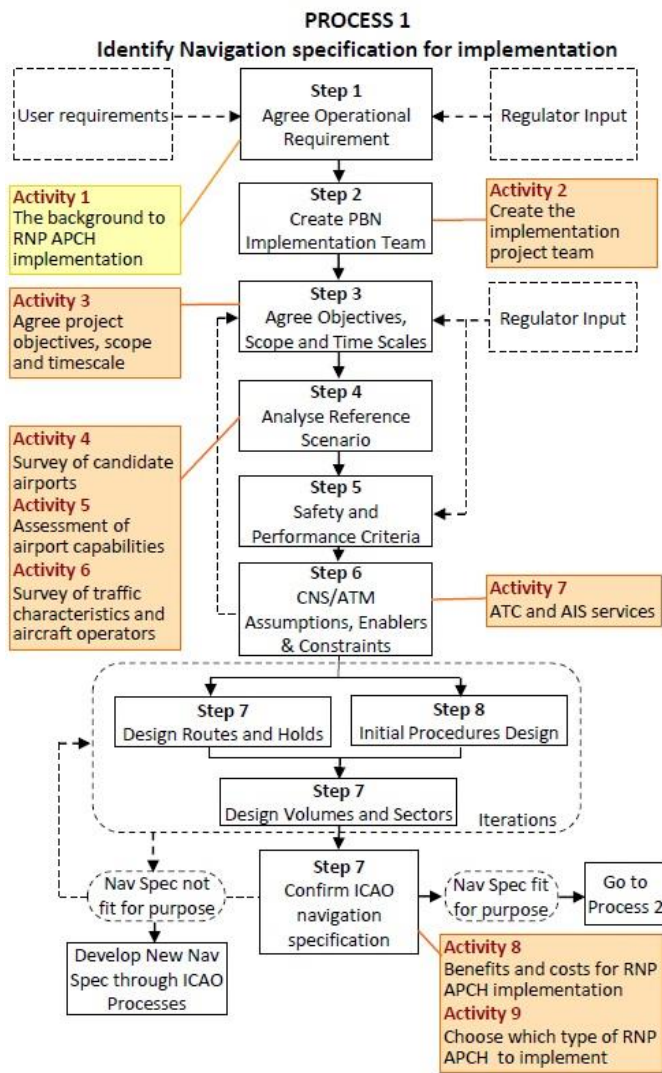 PROCESS 1
Identify Navigation specification for implementation
User requirements
Step 1
Agree Operational
Requirement
Regulator Input
Activity 1
The background to
RNP APCH
implementation
Step 2
Create PBN
Implementation Team
Activity 2
Create the
implementation
project team
Activity 3
Agree project
objectives, scope
and timescale
Step 3
Agree Objectives,
Scope and Time Scales
Regulator Input
Step 4
Analyse Reference
Scenario
Activity 4
Survey of candidate
airports
Activity 5
Assessment of
airport capabilities
Activity 6
Survey of traffic
characteristics and
aircraft operators
Step 5
Safety and
Performance Criteria
Step 6
CNS/ATM
Assumptions, Enablers
& Constraints
Activity 7
ATC and AIS services
Step 7
Design Routes and Holds
Step 8
Initial Procedures Design
Step 7
Design Volumes and Sectors
Iterations
Step 7
Confirm ICAO
navigation
specification
Nav Spec not
fit for purpose
Nav Spec fit
for purpose
Go to
Process 2
Develop New Nav
Spec through ICAO
Processes
Activity 8
Benefits and costs for RNP
APCH implementation
Activity 9
Choose which type of RNP
APCH to implement